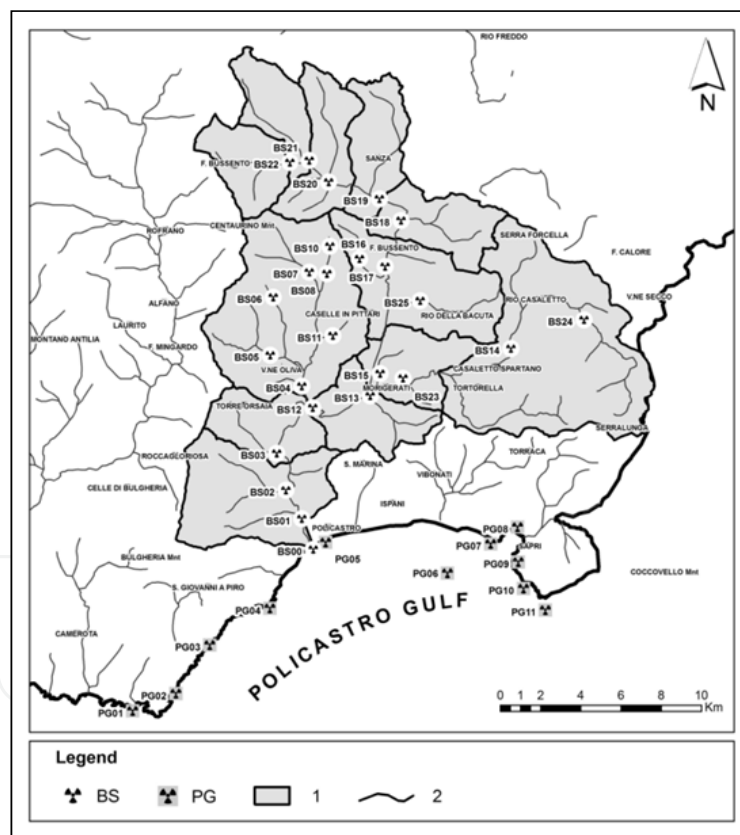 RIO FREDDO
N
BS21
F. BUSSENTO
BS22
SANZA
BS20
BS19
BS18
ROFRANO
CENTAURINO Mnt
SERRA FORCELLA
BS10
BS16
F. BUSSENTO
F. CALORE
BS07
BS17
BS08
BS06
ALFANO
BS25
RIO CASALETTO
V.NE SECCO
LAURITO
CASELLE IN PITTARI
RIO DELLA BACUTA
BS24
MONTANO ANTILIA
F. MINGARDO
BS11
BS14
BS05
V.NE OLIVA
BS15
CASALETTO SPARTANO
BS04
MORIGERATI
TORTORELLA
BS13
BS23
TORRE ORSAIA
BS12
SERRALUNGA
ROCCAGLORIOSA
BS03
TORRACA
S. MARINA
VIBONATI
CELLE DI BULGHERIA
BS02
ISPANI
BS01
POLICASTRO
PG08
BS00
PG05
PG07
SAPRI
BULGHERIA Mnt
PG09
PG06
COCCOVELLO Mnt
S. GIOVANNI A PIRO
PG10
PG04
PG11
POLICASTRO GULF
CAMEROTA
PG03
PG02
PG01
0 1 2 4 6 8 10
Km
Legend
BS PG 1 2